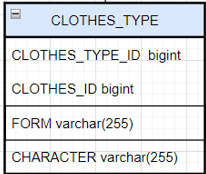 CLOTHES_TYPE
CLOTHES_TYPE_ID bigint
CLOTHES_ID bigint
FORM varchar(255)
CHARACTER varchar(255)